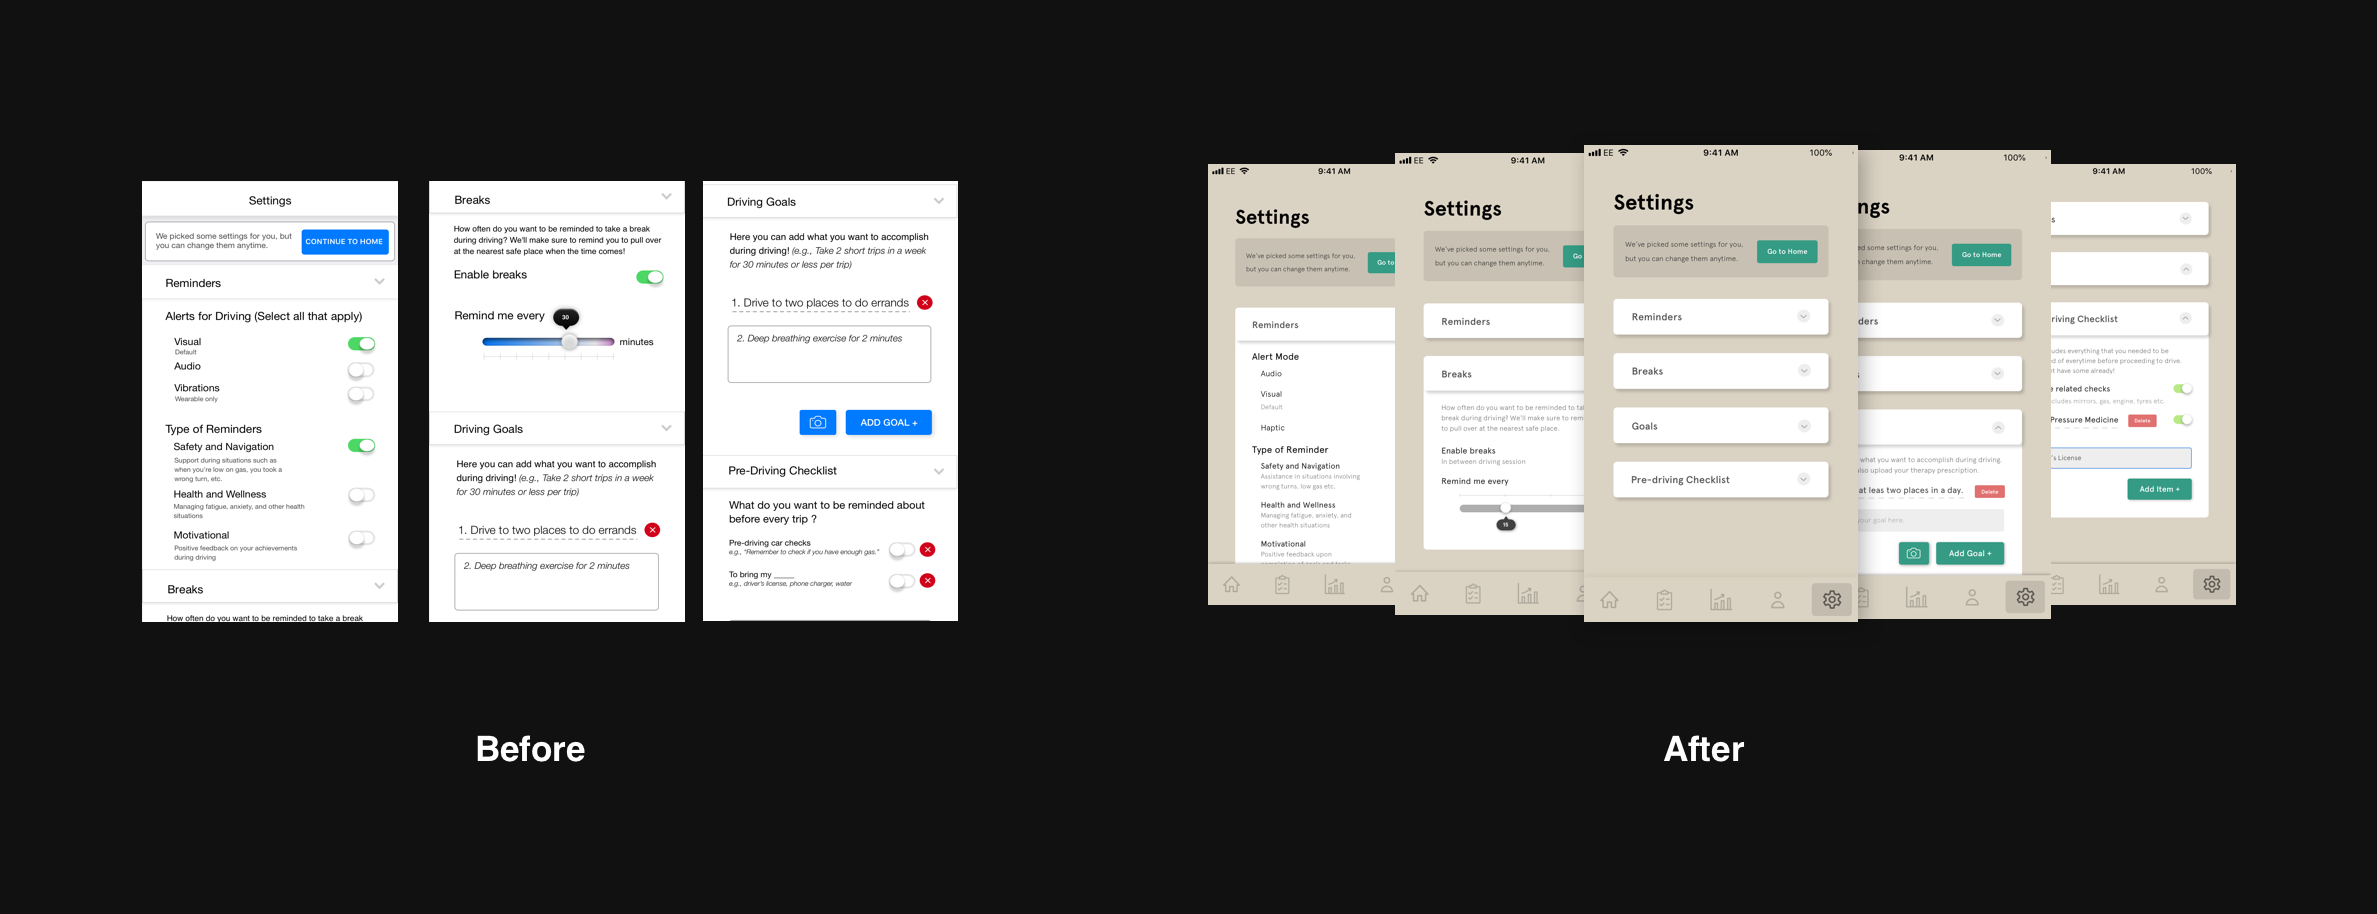 Settings
We picked some settings for you, but
you can change them anytime.
CONTINUE TO HOME
Reminders
Alerts for Driving (Select all that apply)
Visual
Default
Audio
Vibrations
Wearable only
Type of Reminders
Safety and Navigation
Support during situations such as
when you're low on gas, you took a
wrong turn, etc.
Health and Wellness
Managing fatigue, anxiety, and other health
situations
Motivational
Positive feedback on your achievements
during driving
Breaks
How often do you want to be reminded to take a break
Breaks
How often do you want to be reminded to take a break
during driving? We'll make sure to remind you to pull over
at the nearest safe place when the time comes!
Enable breaks
Remind me every
30
minutes
Driving Goals
Here you can add what you want to accomplish
during driving! (e.g., Take 2 short trips in a week
for 30 minutes or less per trip)
1. Drive to two places to do errands
2. Deep breathing exercise for 2 minutes
Driving Goals
Here you can add what you want to accomplish
during driving! (e.g., Take 2 short trips in a week
for 30 minutes or less per trip)
1. Drive to two places to do errands
2. Deep breathing exercise for 2 minutes
ADD GOAL +
Pre-Driving Checklist
What do you want to be reminded about
before every trip ?
Pre-driving car checks
e.g., "Remember to check if you have enough gas."
To bring my _____
e.g., driver's license, phone charger, water
Before
EE
9:41 AM
Settings
We've picked some settings for you,
but you can change them anytime.
Go to
Reminders
Alert Mode
Audio
Visual
Default
Haptic
Type of Reminder
Safety and Navigation
Assistance in situations involving
wrong turns, low gas etc.
Health and Wellness
Managing fatigue, anxiety, and
other health situations
Motivational
Positive feedback upon
EE
9:41 AM
Settings
We've picked some settings for you,
but you can change them anytime.
Go
Reminders
Breaks
How often do you want to be reminded to ta
break during driving? We'll make sure to rem
to pull over at the nearest safe place.
Enable breaks
In between driving session
Remind me every
15
EE
9:41 AM
100%
Settings
We've picked some settings for you,
but you can change them anytime.
Go to Home
Reminders
Breaks
Goals
Pre-driving Checklist
9:41 AM
100%
ngs
ed some settings for you,
change them anytime.
Go to Home
ders
s
what you want to accomplish during driving.
lso upload your therapy prescription.
at leas two places in a day.
Delete
your goal here.
Add Goal +
9:41 AM
100%
s
riving Checklist
udes everything that you needed to be
d of everytime before proceeding to drive.
t have some already!
e related checks
cludes mirrors, gas, engine, tyres etc.
Pressure Medicine
Delete
's License
Add Item +
After